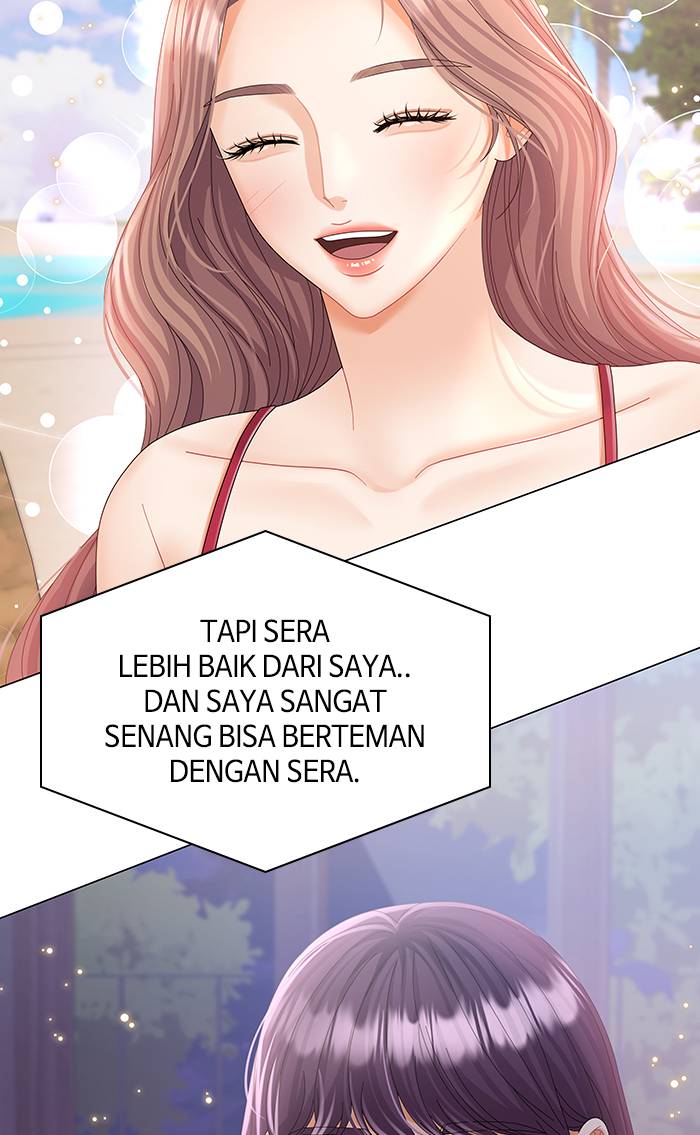 TAPI SERA
LEBIH BAIK DARI SAYA..
DAN SAYA SANGAT
SENANG BISA BERTEMAN
DENGAN SERA.